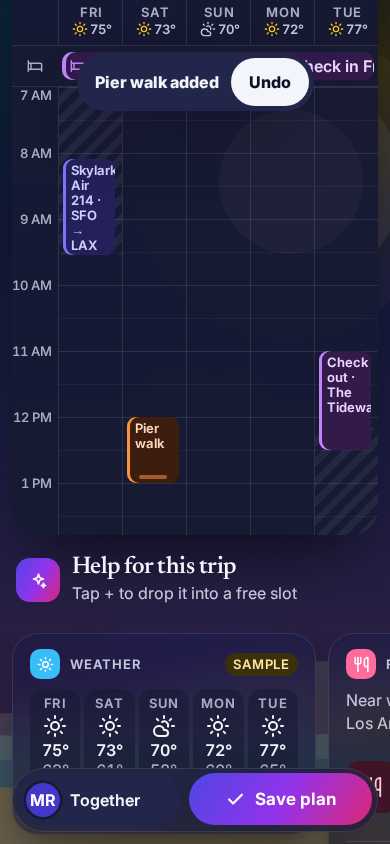 FRI SAT SUN MON TUE
75° 73° 70° 72° 77°
Pier walk added
Undo
7 AM
8 AM
Skylark
Air
214 ·
SFO
→
LAX
9 AM
10 AM
11 AM
Check
out ·
The
12 PM
Pier
walk
1 PM
Help for this trip
Tap + to drop it into a free slot
WEATHER
SAMPLE
FRI SAT SUN MON TUE
75° 73° 70° 72° 77°
Near
Los
MR
Together
Save plan